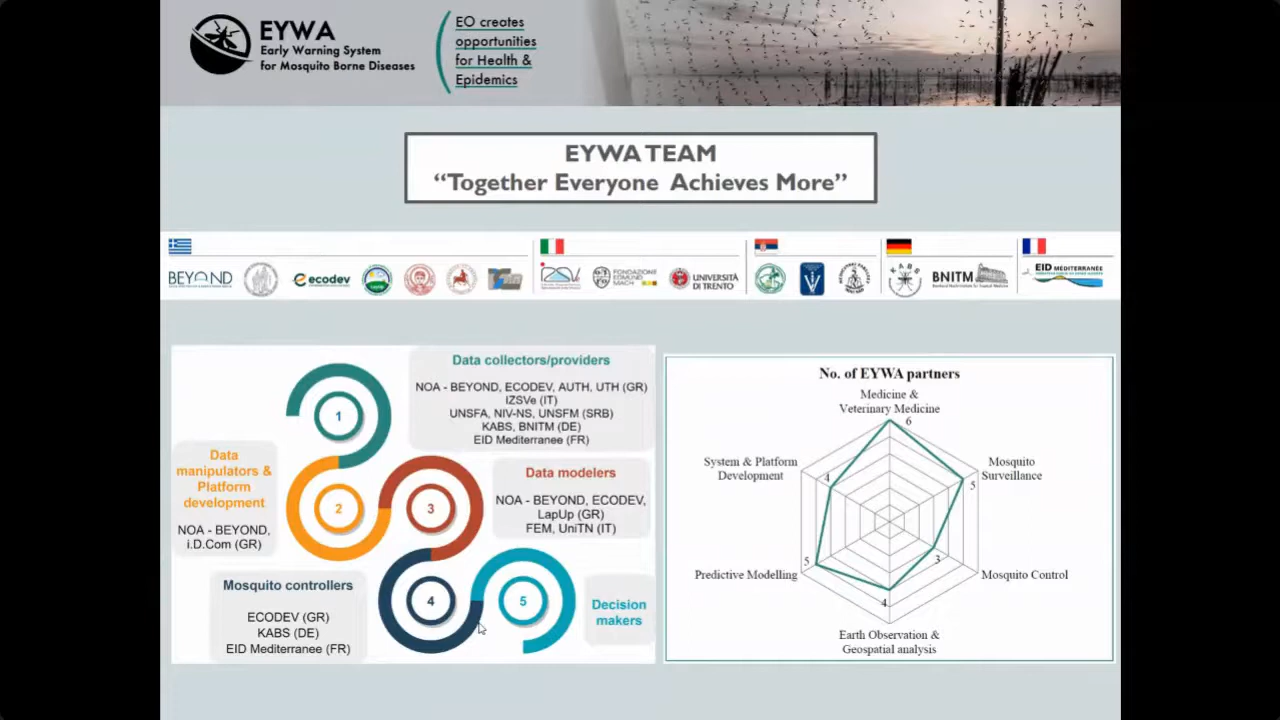 EYWA
Early Warning System
for Mosquito Borne Diseases
EO creates
opportunities
for Health &
Epidemics
EYWA TEAM
“Together Everyone Achieves More”
BEYOND
ecodev
FONDAZIONE
EDMUND
MACH
UNIVERSITÀ
DI TRENTO
KABS
BNITM
EID MÉDITERRANÉE
1
Data collectors/providers
NOA - BEYOND, ECODEV, AUTH, UTH (GR)
IZSVe (IT)
UNSFA, NIV-NS, UNSFM (SRB)
KABS, BNITM (DE)
EID Mediterranee (FR)
Data
manipulators &
Platform
development
NOA - BEYOND,
i.D.Com (GR)
2
3
Data modelers
NOA - BEYOND, ECODEV,
LapUp (GR)
FEM, UniTN (IT)
Mosquito controllers
ECODEV (GR)
KABS (DE)
EID Mediterranee (FR)
4
5
Decision
makers
No. of EYWA partners
Medicine &
Veterinary Medicine
6
Mosquito
Surveillance
5
Mosquito Control
3
Earth Observation &
Geospatial analysis
4
Predictive Modelling
5
System & Platform
Development
4